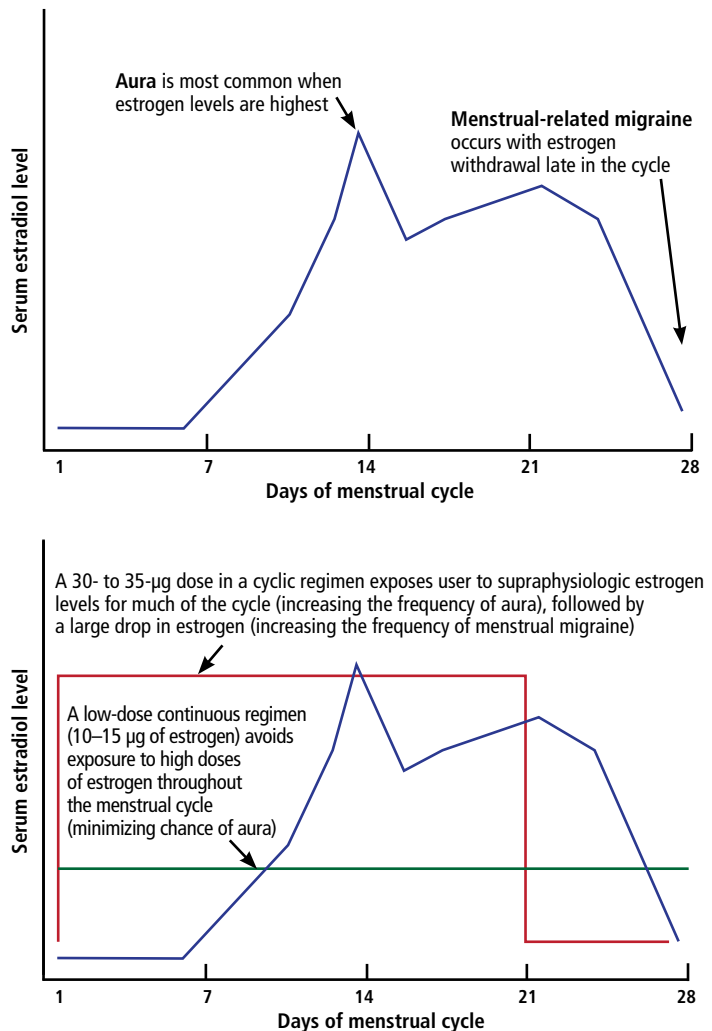 Aura is most common when
estrogen levels are highest
Menstrual-related migraine
occurs with estrogen
withdrawal late in the cycle
Serum estradiol level
1 7 14 21 28
Days of menstrual cycle
A 30- to 35-µg dose in a cyclic regimen exposes user to supraphysiologic estrogen
levels for much of the cycle (increasing the frequency of aura), followed by
a large drop in estrogen (increasing the frequency of menstrual migraine)
A low-dose continuous regimen
(10–15 µg of estrogen) avoids
exposure to high doses
of estrogen throughout
the menstrual cycle
(minimizing chance of aura)
Serum estradiol level
1 7 14 21 28
Days of menstrual cycle